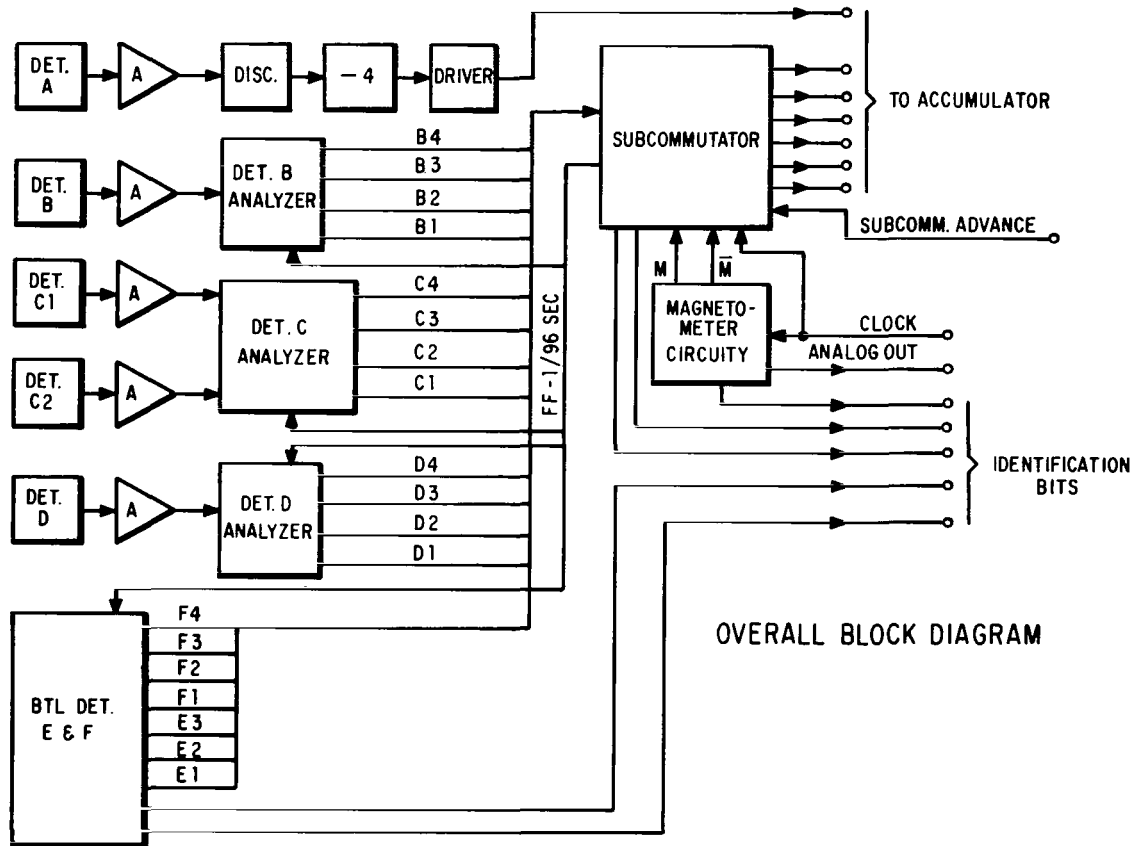 DET. A
A
DISC.
-4
DRIVER
SUBCOMMUTATOR
TO ACCUMULATOR
SUBCOMM. ADVANCE
DET. B
A
DET. B ANALYZER
B4
B3
B2
B1
DET. C1
A
DET. C2
A
DET. C ANALYZER
C4
C3
C2
C1
FF-1/96 SEC
M
M̅
MAGNETO-
METER
CIRCUITY
CLOCK
ANALOG OUT
IDENTIFICATION
BITS
DET. D
A
DET. D ANALYZER
D4
D3
D2
D1
BTL DET.
E & F
F4
F3
F2
F1
E3
E2
E1
OVERALL BLOCK DIAGRAM